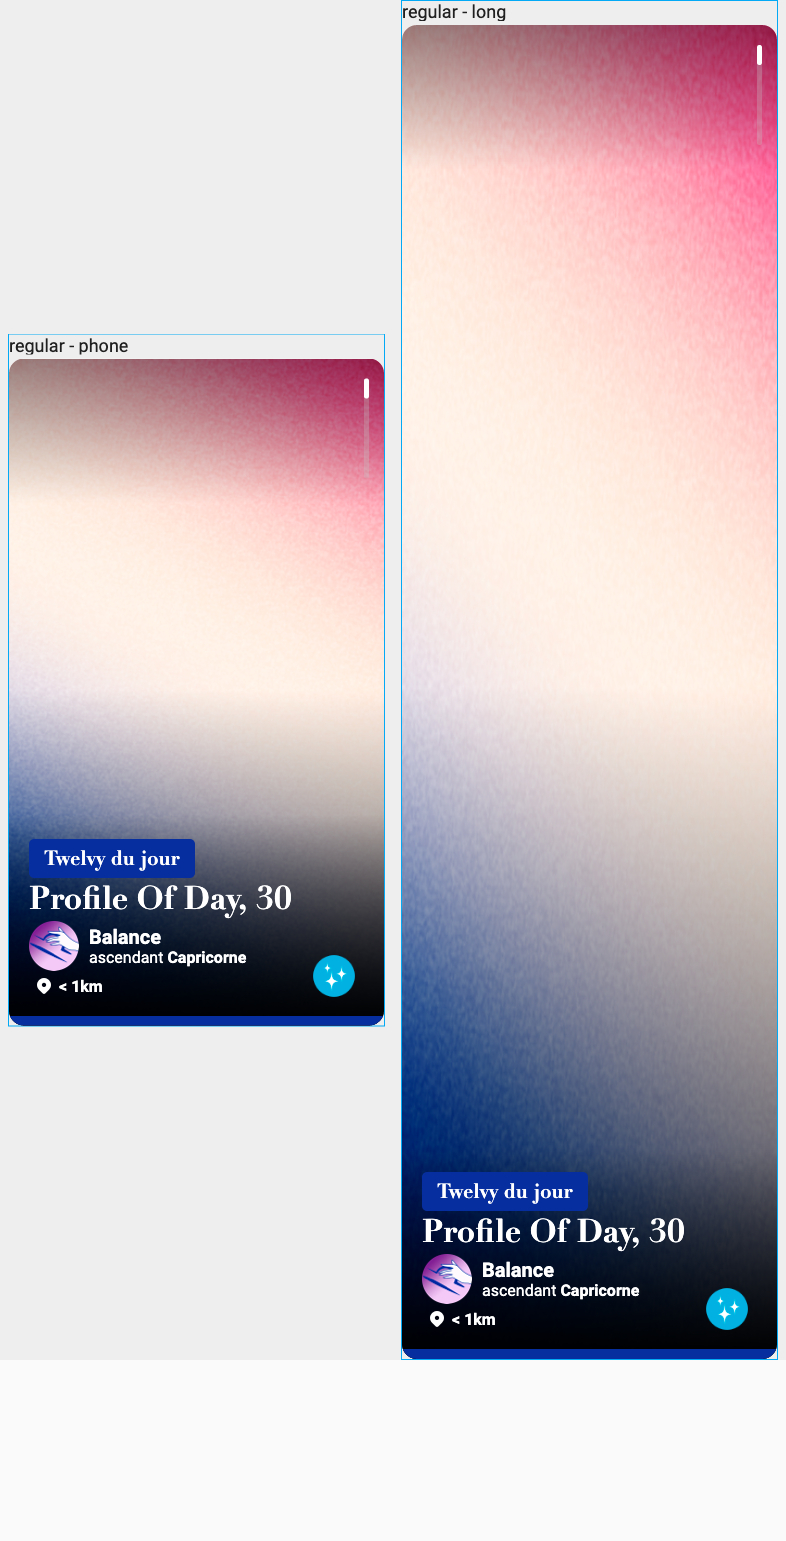 regular - long
regular - phone
Twelvy du jour
Profile Of Day, 30
Balance
ascendant Capricorne
< 1km
Twelvy du jour
Profile Of Day, 30
Balance
ascendant Capricorne
< 1km